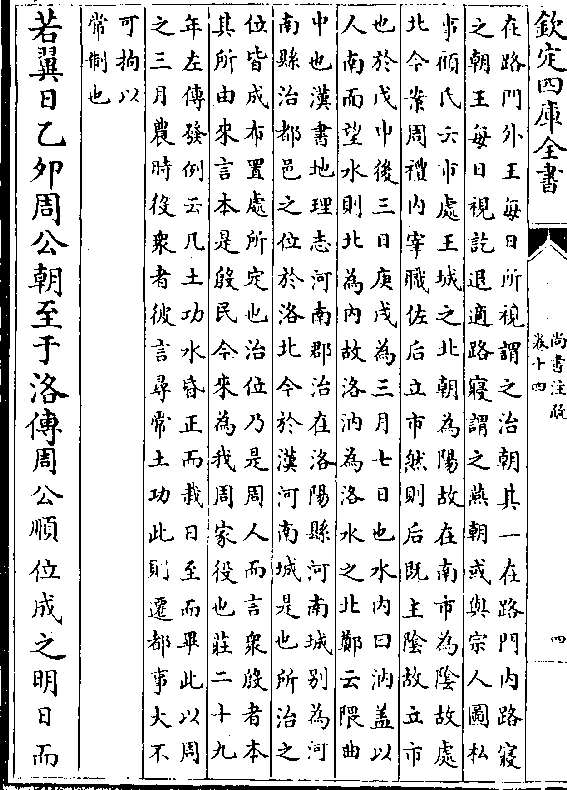 欽定四庫全書
尚書注疏
卷十四
四
在路門外王每日所視謂之治朝其一在路門内路寢
之朝王每日視訖退適路寢謂之燕朝或與宗人圖私
事顧氏云市處王城之北朝為陽故在南市為陰故處
北今案周禮内宰職佐后立市然則后既主陰故立市
也於戊申後三日庚戌為三月七日也水内曰汭蓋以
人南而望水則北為内故洛汭為洛水之北鄭云隈曲
中也漢書地理志河南郡治在洛陽縣河南城别為河
南縣治都邑之位於洛北今於漢河南城是也所治之
位皆成布置處所定也治位乃是周人而言衆殷者本
其所由來言本是殷民今來為我周家役也莊二十九
年左傳發例云凡土功水昏正而栽日至而畢此以周
之三月農時役衆者彼言尋常土功此則遷都事大不
可拘以
常制也
若翼日乙卯周公朝至于洛傳周公順位成之明日而